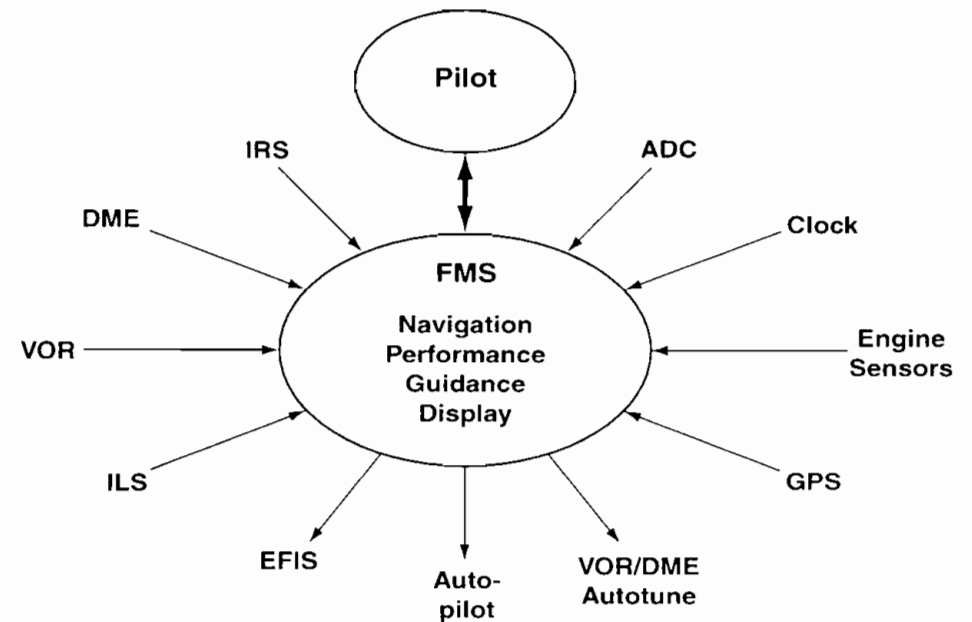 Pilot
IRS
ADC
DME
Clock
FMS
Navigation
Performance
Guidance
Display
VOR
Engine
Sensors
ILS
GPS
EFIS
Auto-
pilot
VOR/DME
Autotune